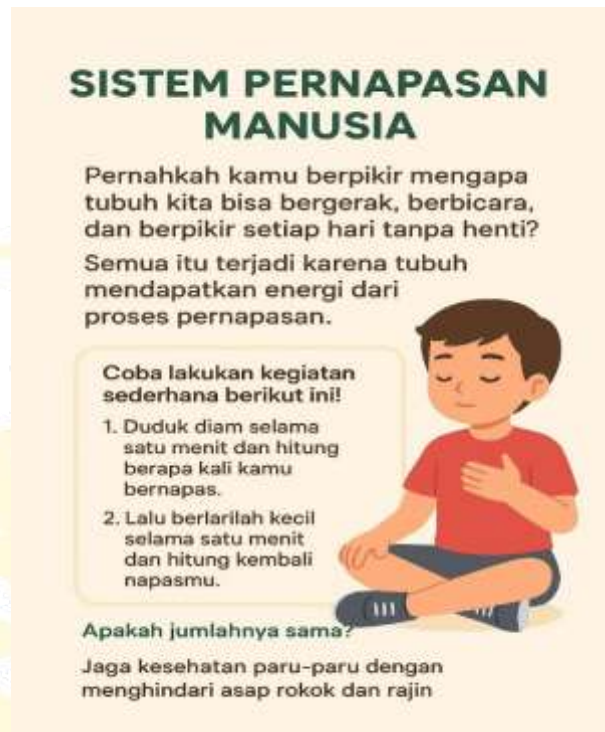 SISTEM PERNAPASAN
MANUSIA
Pernahkah kamu berpikir mengapa
tubuh kita bisa bergerak, berbicara,
dan berpikir setiap hari tanpa henti?
Semua itu terjadi karena tubuh
mendapatkan energi dari
proses pernapasan.
Coba lakukan kegiatan
sederhana berikut ini!
1. Duduk diam selama
satu menit dan hitung
berapa kali kamu
bernapas.
2. Lalu berlarilah kecil
selama satu menit
dan hitung kembali
napasmu.
Apakah jumlahnya sama?
Jaga kesehatan paru-paru dengan
menghindari asap rokok dan rajin